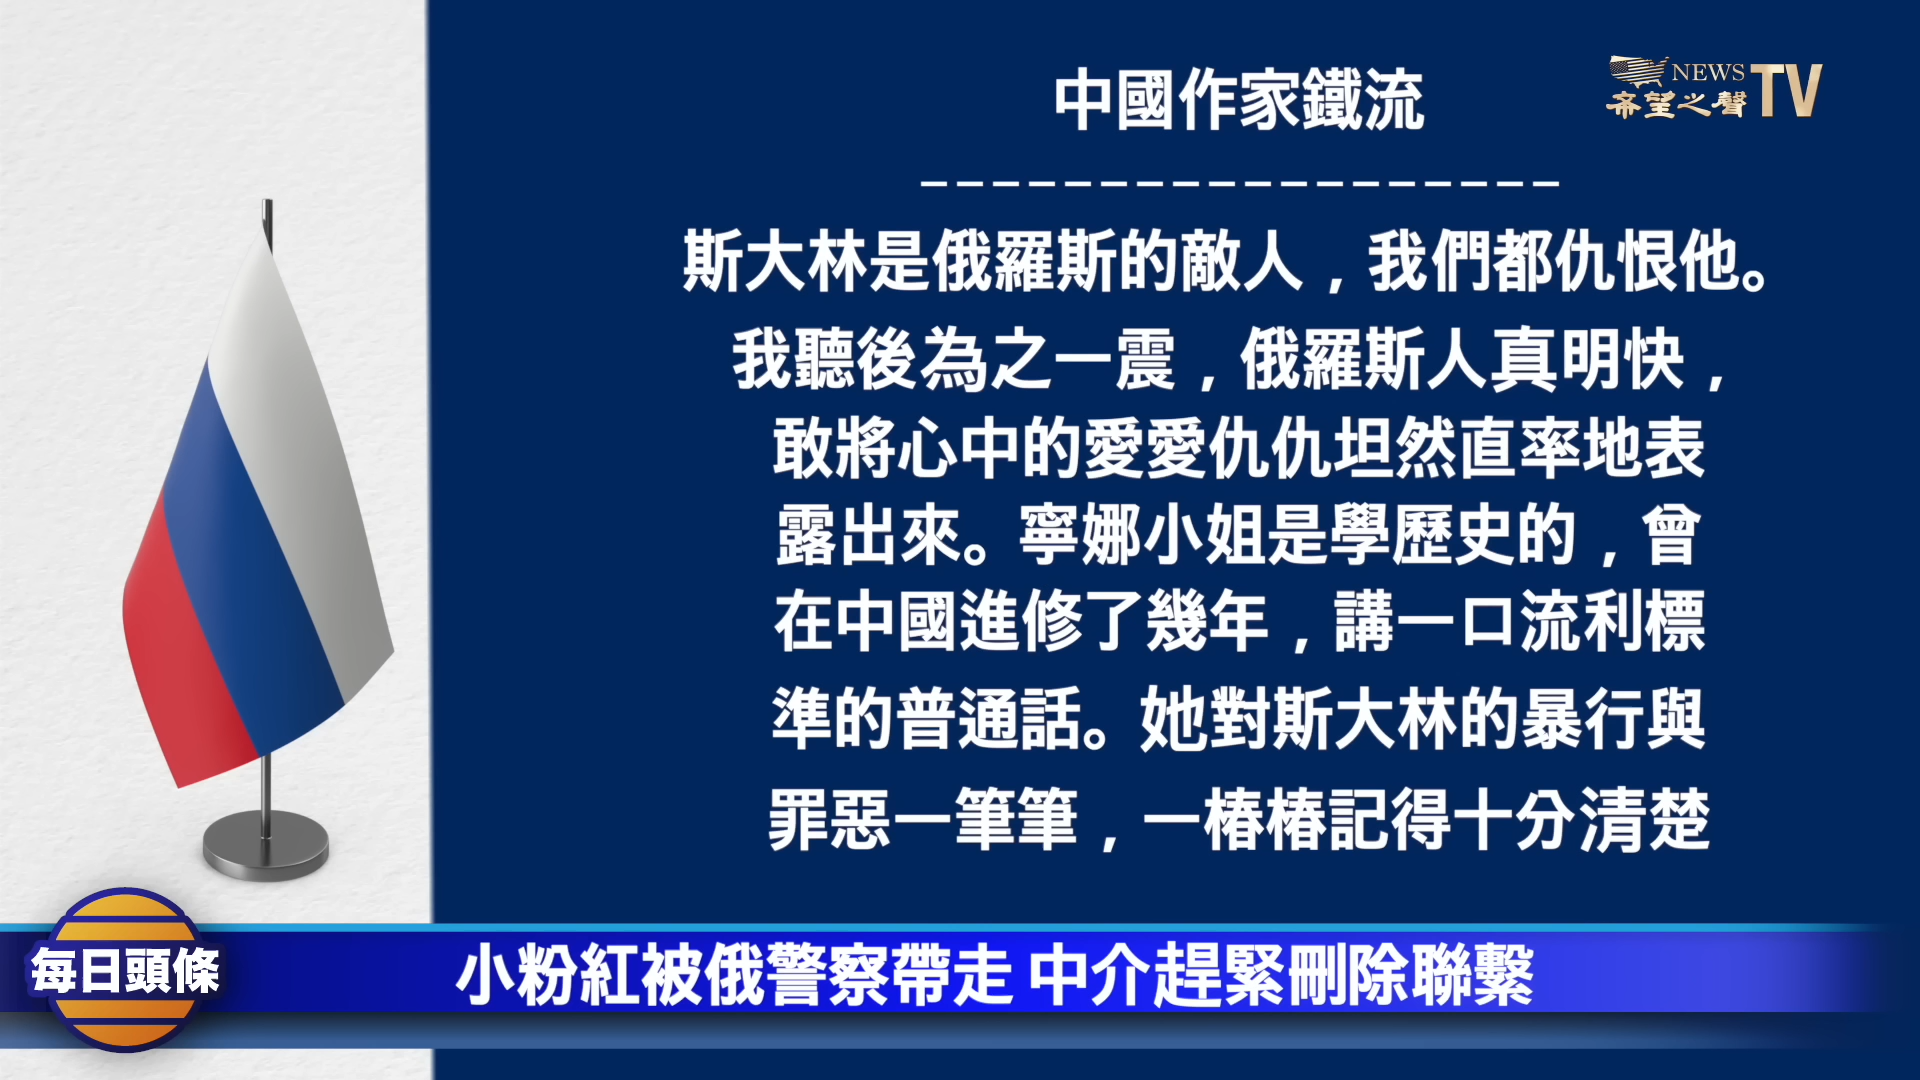 中國作家鐵流
NEWS
希望之聲TV
斯大林是俄羅斯的敵人，我們都仇恨他。
我聽後為之一震，俄羅斯人真明快，
敢將心中的愛愛仇仇坦然直率地表
露出來。寧娜小姐是學歷史的，曾
在中國進修了幾年，講一口流利標
準的普通話。她對斯大林的暴行與
罪惡一筆筆，一樁樁記得十分清楚
每日頭條
小粉紅被俄警察帶走 中介趕緊刪除聯繫